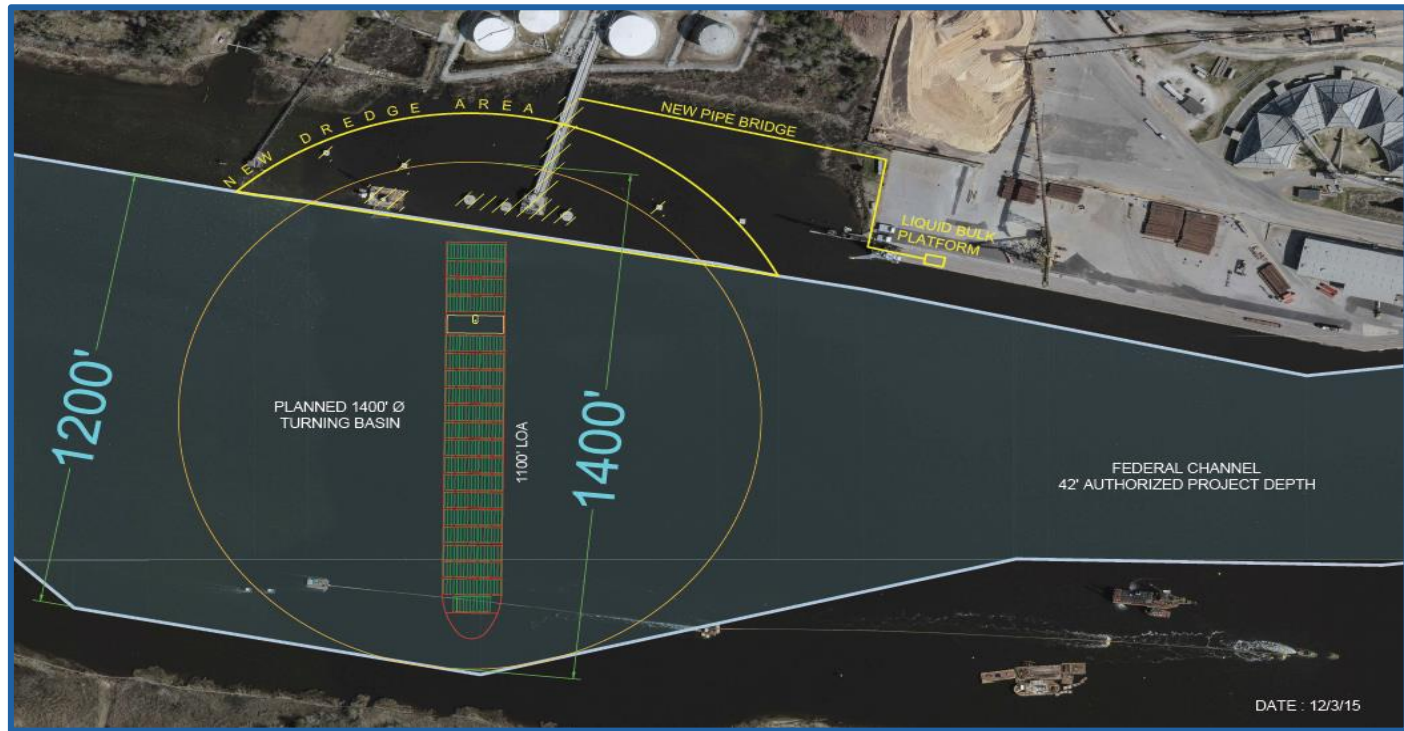 NEW DREDGE AREA
NEW PIPE BRIDGE
LIQUID BULK
PLATFORM
1200'
PLANNED 1400' Ø
TURNING BASIN
1100' LOA
1400'
FEDERAL CHANNEL
42' AUTHORIZED PROJECT DEPTH
DATE : 12/3/15